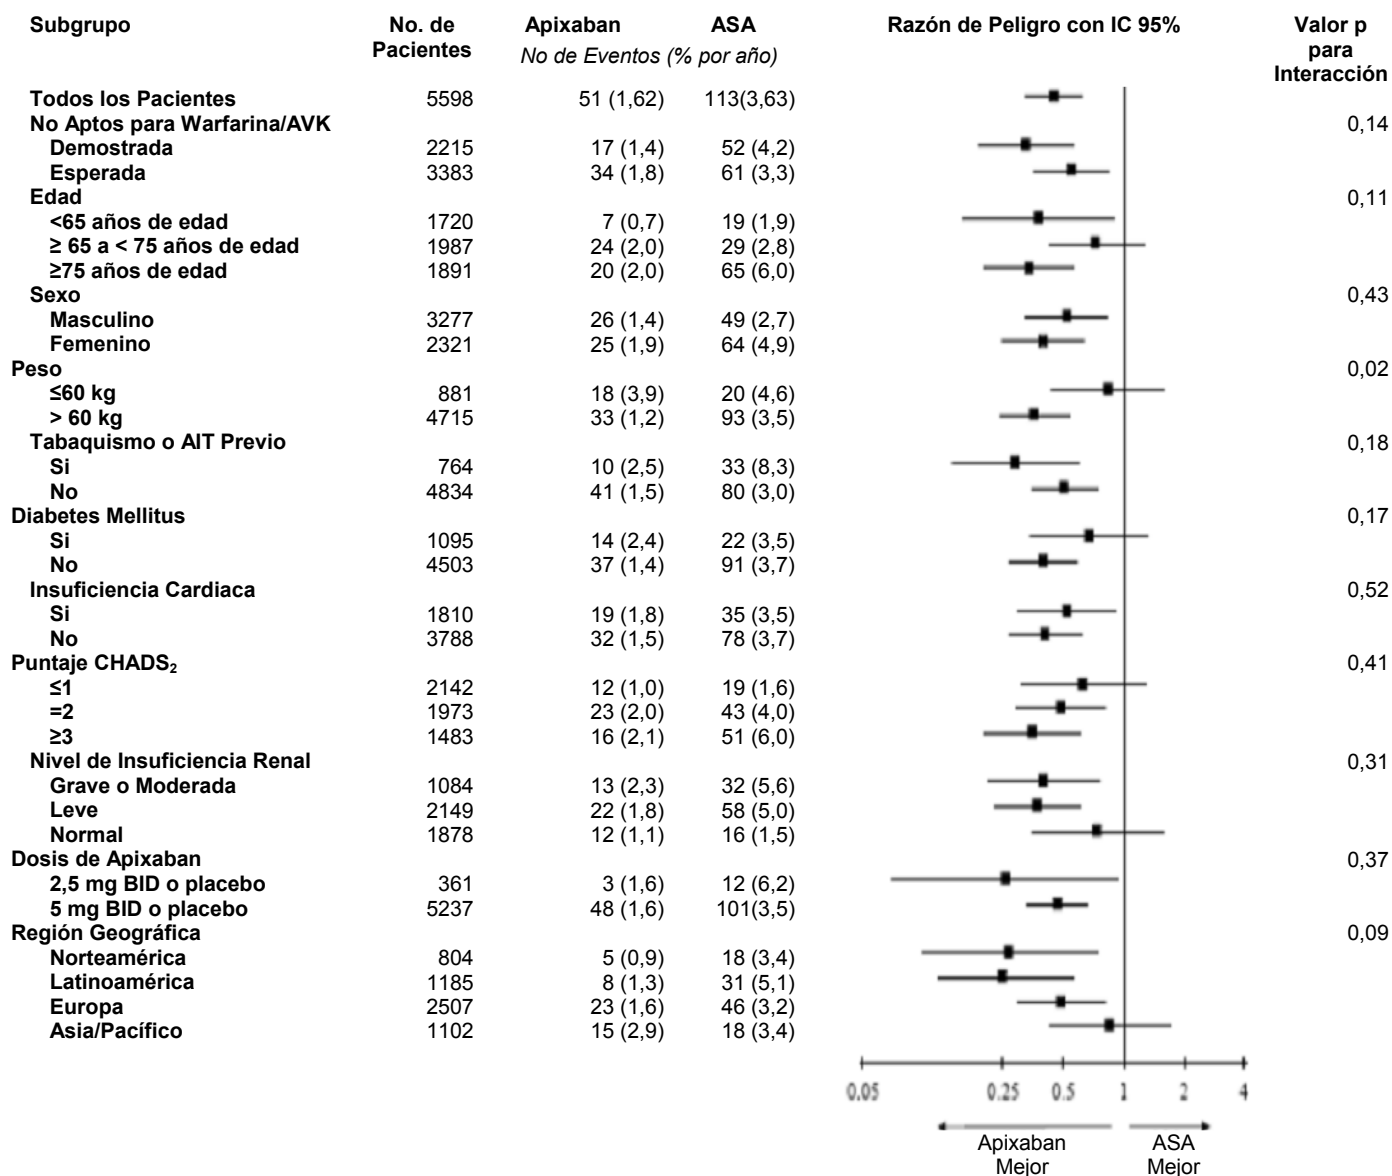 Subgrupo No. de Pacientes Apixaban ASA Razón de Peligro con IC 95% Valor p para Interacción
No de Eventos (% por año)
Todos los Pacientes 5598 51 (1,62) 113(3,63)
No Aptos para Warfarina/AVK 0,14
Demostrada 2215 17 (1,4) 52 (4,2)
Esperada 3383 34 (1,8) 61 (3,3)
Edad 0,11
<65 años de edad 1720 7 (0,7) 19 (1,9)
≥ 65 a < 75 años de edad 1987 24 (2,0) 29 (2,8)
≥75 años de edad 1891 20 (2,0) 65 (6,0)
Sexo 0,43
Masculino 3277 26 (1,4) 49 (2,7)
Femenino 2321 25 (1,9) 64 (4,9)
Peso 0,02
≤60 kg 881 18 (3,9) 20 (4,6)
> 60 kg 4715 33 (1,2) 93 (3,5)
Tabaquismo o AIT Previo 0,18
Si 764 10 (2,5) 33 (8,3)
No 4834 41 (1,5) 80 (3,0)
Diabetes Mellitus 0,17
Si 1095 14 (2,4) 22 (3,5)
No 4503 37 (1,4) 91 (3,7)
Insuficiencia Cardiaca 0,52
Si 1810 19 (1,8) 35 (3,5)
No 3788 32 (1,5) 78 (3,7)
Puntaje CHADS₂ 0,41
≤1 2142 12 (1,0) 19 (1,6)
=2 1973 23 (2,0) 43 (4,0)
≥3 1483 16 (2,1) 51 (6,0)
Nivel de Insuficiencia Renal 0,31
Grave o Moderada 1084 13 (2,3) 32 (5,6)
Leve 2149 22 (1,8) 58 (5,0)
Normal 1878 12 (1,1) 16 (1,5)
Dosis de Apixaban 0,37
2,5 mg BID o placebo 361 3 (1,6) 12 (6,2)
5 mg BID o placebo 5237 48 (1,6) 101(3,5)
Región Geográfica 0,09
Norteamérica 804 5 (0,9) 18 (3,4)
Latinoamérica 1185 8 (1,3) 31 (5,1)
Europa 2507 23 (1,6) 46 (3,2)
Asia/Pacífico 1102 15 (2,9) 18 (3,4)
0.05 0.25 0.5 1 2 4
Apixaban ASA
Mejor Mejor